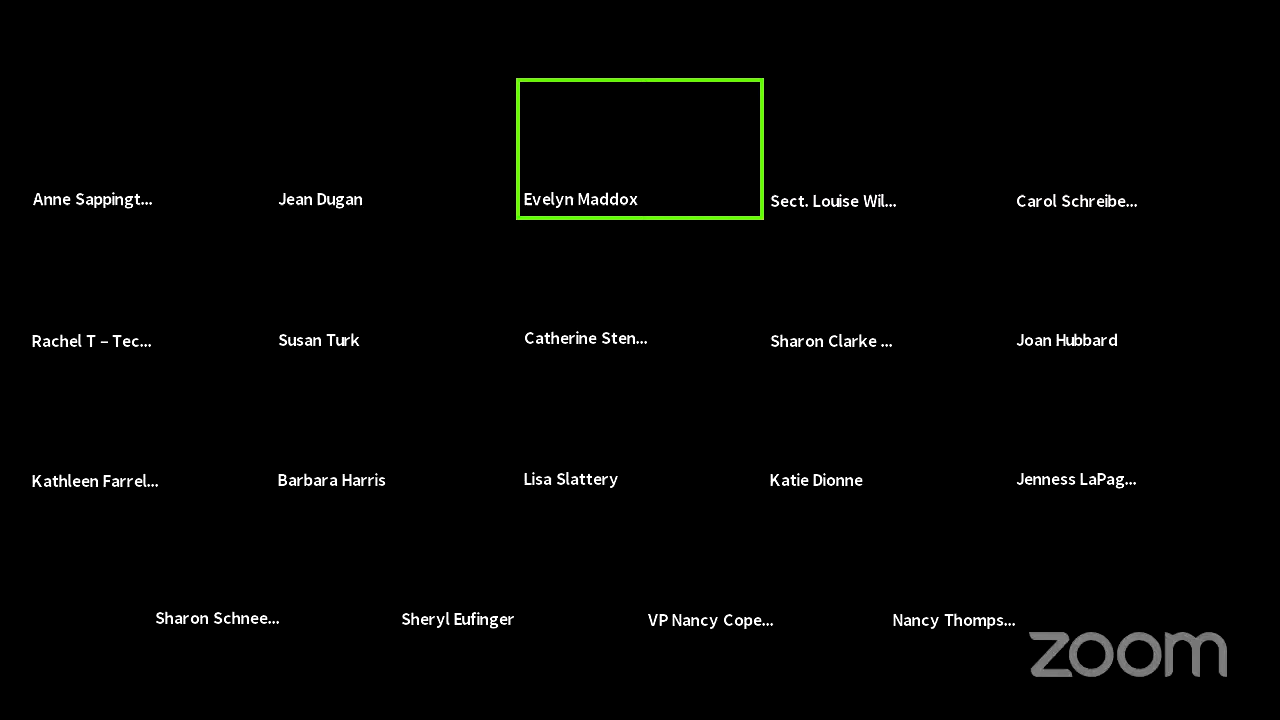 Anne Sappingt...
Jean Dugan
Evelyn Maddox
Sect. Louise Wil...
Carol Schreibe...
Rachel T – Tec...
Susan Turk
Catherine Sten...
Sharon Clarke ...
Joan Hubbard
Kathleen Farrel...
Barbara Harris
Lisa Slattery
Katie Dionne
Jenness LaPag...
Sharon Schnee...
Sheryl Eufinger
VP Nancy Cope...
Nancy Thomps...
zoom